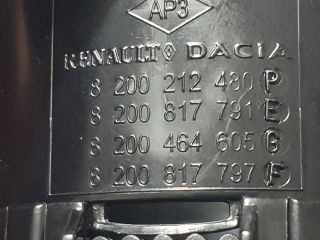 AP3
RENAULT DACIA
8 200 212 480 P
8 200 817 791 E
8 200 464 605 G
8 200 817 797 F